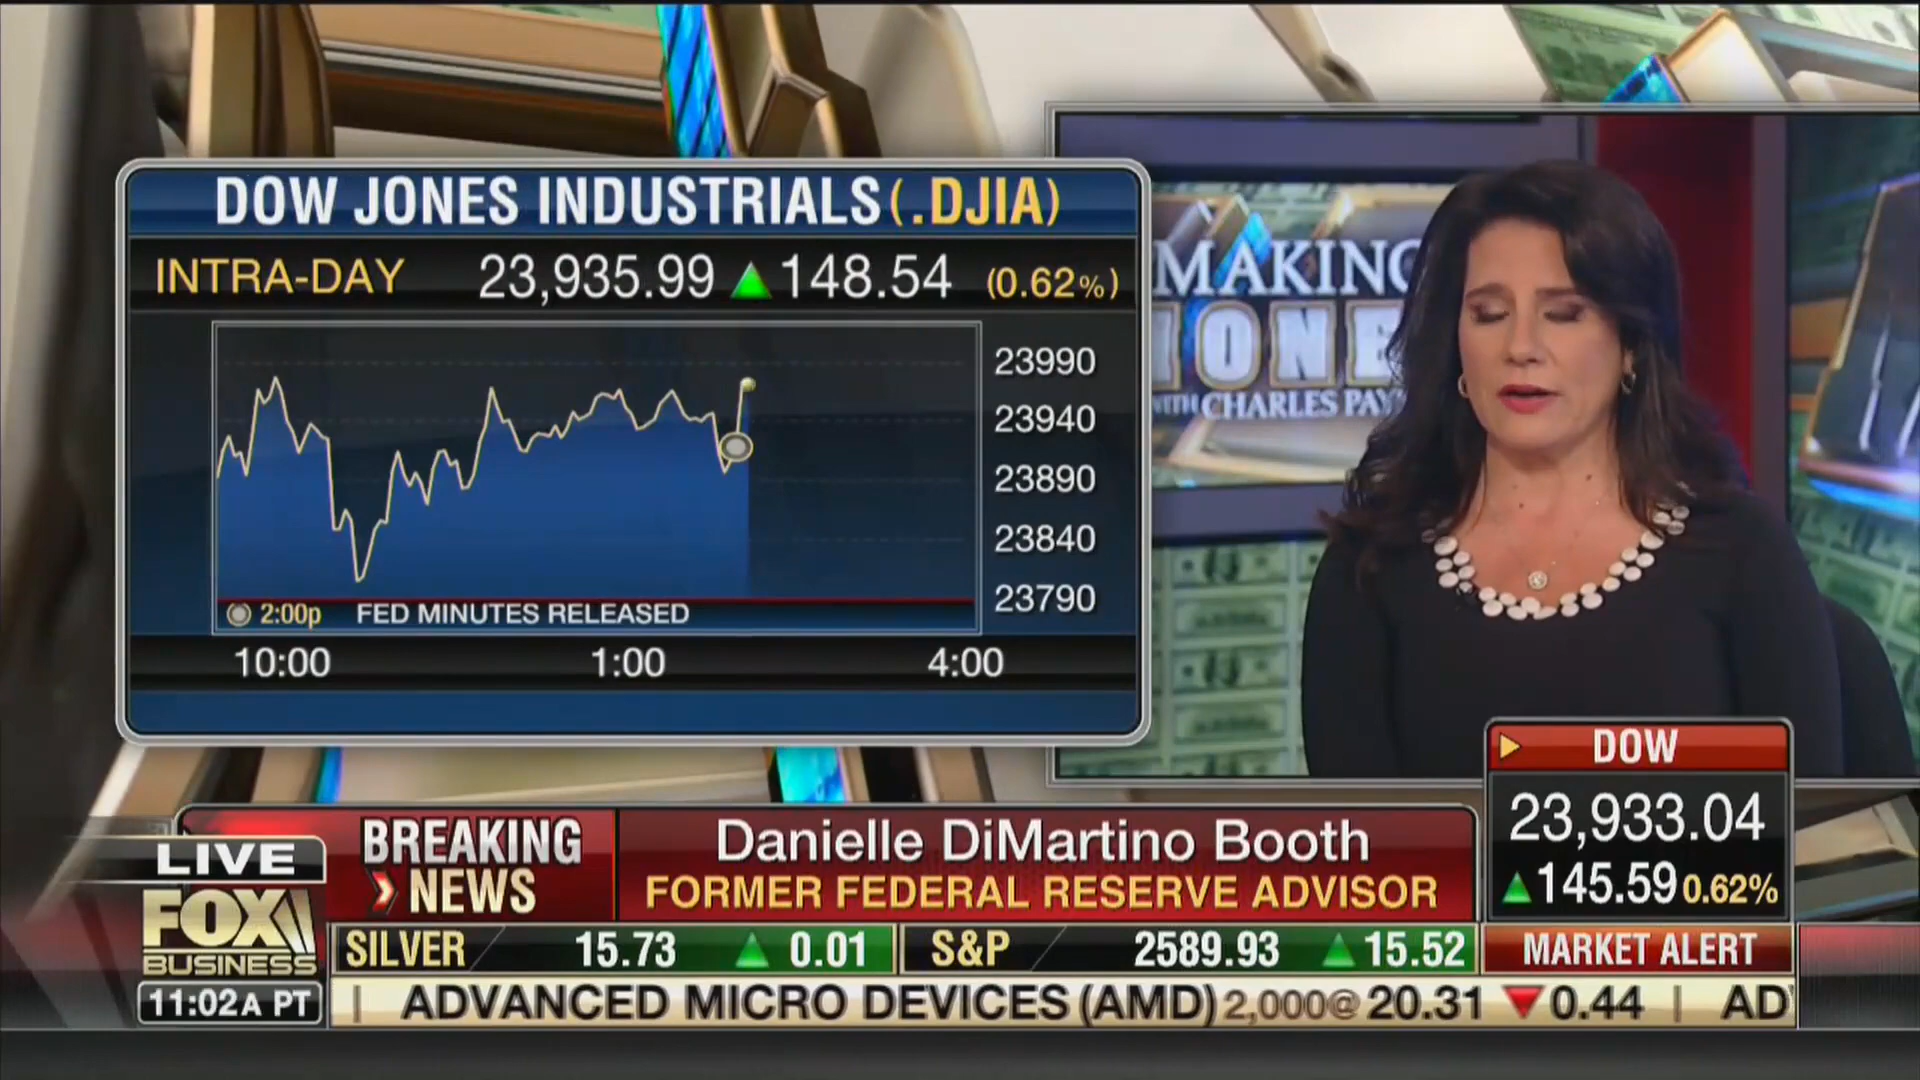 DOW JONES INDUSTRIALS (.DJIA)
INTRA-DAY 23,935.99 ▲ 148.54 (0.62%)
23990
23940
23890
23840
23790
2:00p FED MINUTES RELEASED
10:00 1:00 4:00
MAKING
MONEY
WITH CHARLES PAY
DOW
23,933.04
▲ 145.59 0.62%
MARKET ALERT
LIVE
BREAKING
NEWS
Danielle DiMartino Booth
FORMER FEDERAL RESERVE ADVISOR
FOX
BUSINESS
11:02A PT
SILVER 15.73 ▲ 0.01 S&P 2589.93 ▲ 15.52
| ADVANCED MICRO DEVICES (AMD) 2,000@ 20.31 ▼ 0.44 | AD